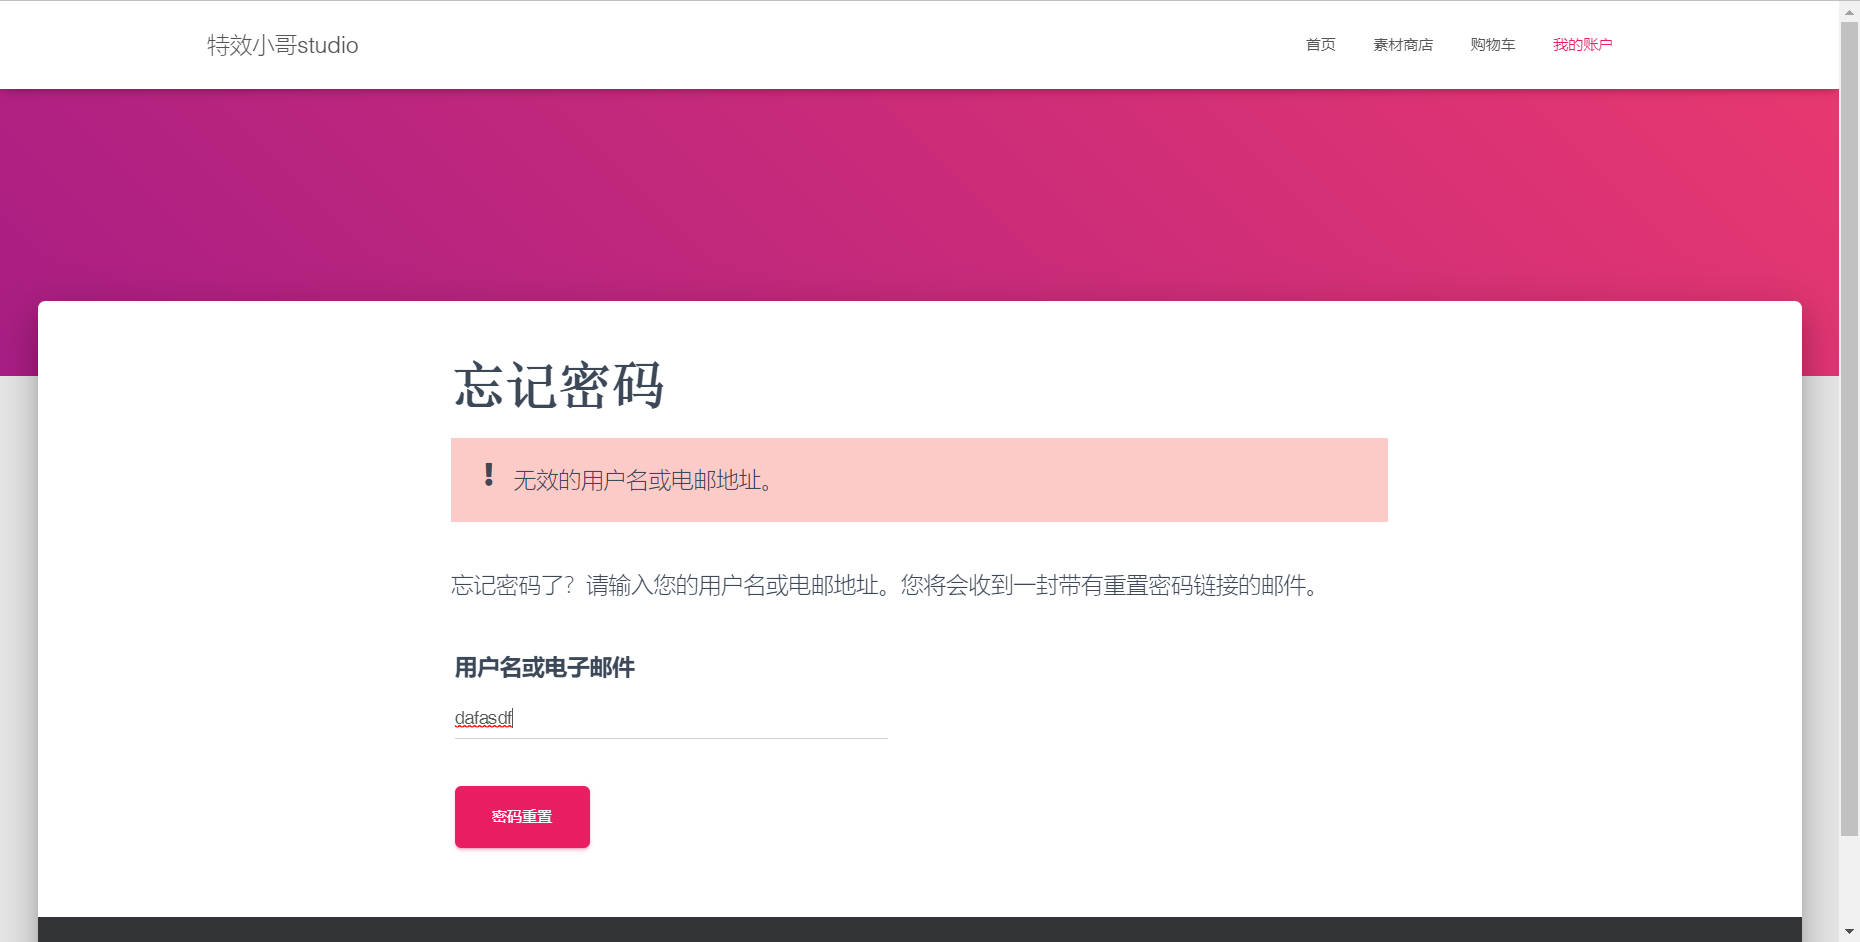 特效小哥studio
首页
素材商店
购物车
我的账户
忘记密码
! 无效的用户名或电邮地址。
忘记密码了？请输入您的用户名或电邮地址。您将会收到一封带有重置密码链接的邮件。
用户名或电子邮件
dafasdf
密码重置